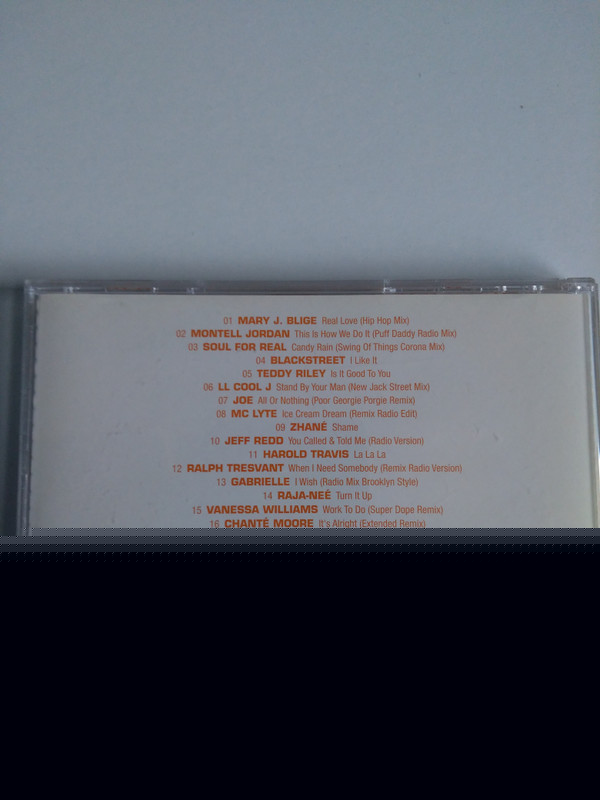 01 MARY J. BLIGE Real Love (Hip Hop Mix)
02 MONTELL JORDAN This Is How We Do It (Puff Daddy Radio Mix)
03 SOUL FOR REAL Candy Rain (Swing Of Things Corona Mix)
04 BLACKSTREET I Like It
05 TEDDY RILEY Is It Good To You
06 LL COOL J Stand By Your Man (New Jack Street Mix)
07 JOE All Or Nothing (Poor Georgie Porgie Remix)
08 MC LYTE Ice Cream Dream (Remix Radio Edit)
09 ZHANÉ Shame
10 JEFF REDD You Called & Told Me (Radio Version)
11 HAROLD TRAVIS La La La
12 RALPH TRESVANT When I Need Somebody (Remix Radio Version)
13 GABRIELLE I Wish (Radio Mix Brooklyn Style)
14 RAJA-NEÉ Turn It Up
15 VANESSA WILLIAMS Work To Do (Super Dope Remix)
16 CHANTÉ MOORE It's Alright (Extended Remix)